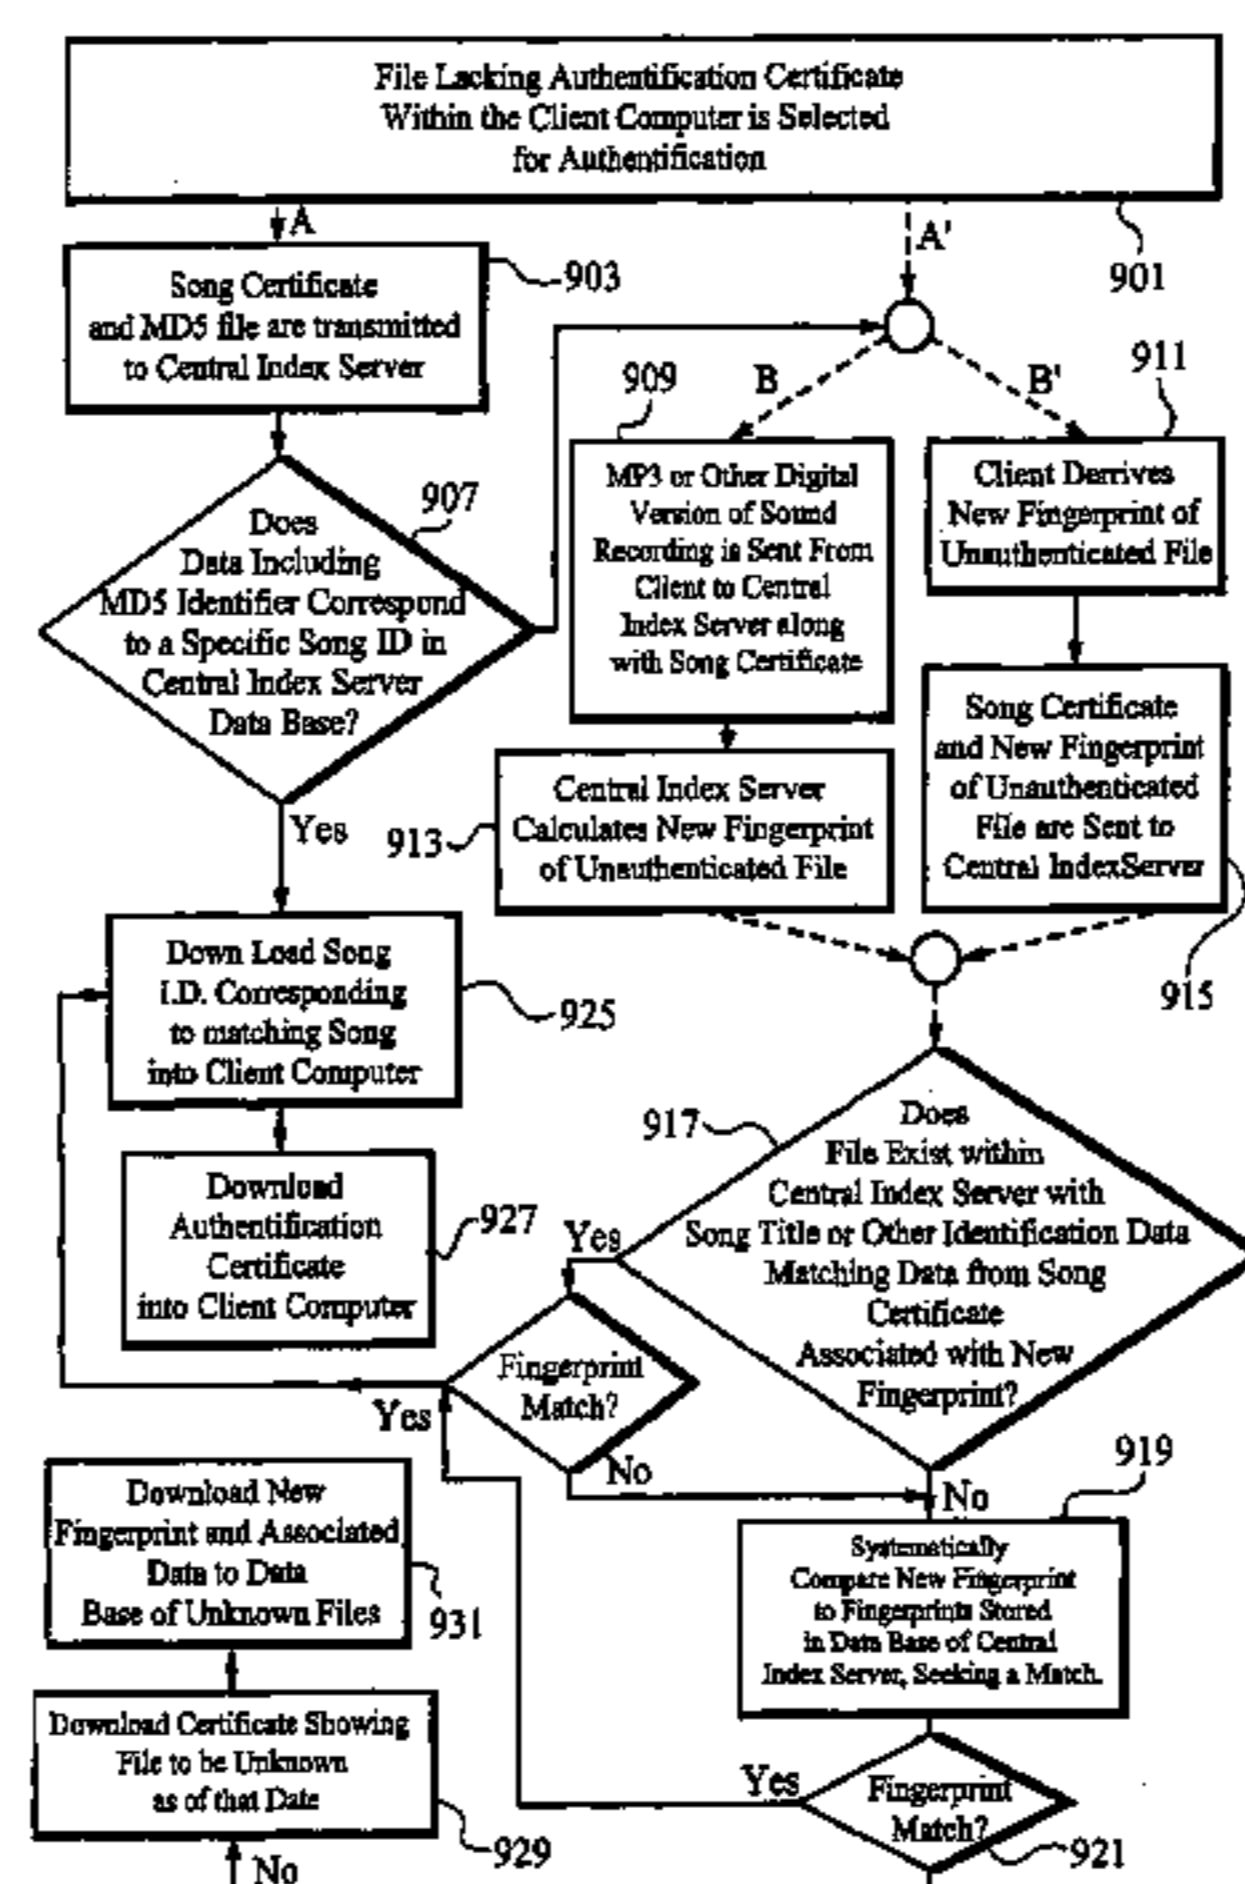 File Lacking Authentification Certificate
Within the Client Computer is Selected
for Authentification
A
A'
901
Song Certificate
and MD5 file are transmitted
to Central Index Server
903
B
B'
909
911
907
Does
Data Including
MD5 Identifier Correspond
to a Specific Song ID in
Central Index Server
Data Base?
MP3 or Other Digital
Version of Sound
Recording is Sent From
Client to Central
Index Server along
with Song Certificate
Client Derrives
New Fingerprint of
Unauthenticated File
Song Certificate
and New Fingerprint
of Unauthenticated
File are Sent to
Central IndexServer
Yes
913
Central Index Server
Calculates New Fingerprint
of Unauthenticated File
915
Down Load Song
I.D. Corresponding
to matching Song
into Client Computer
925
917
Does
File Exist within
Central Index Server with
Song Title or Other Identification Data
Matching Data from Song
Certificate
Associated with New
Fingerprint?
Download
Authentification
Certificate
into Client Computer
927
Yes
Fingerprint
Match?
Yes
No
No
919
Download New
Fingerprint and Associated
Data to Data
Base of Unknown Files
931
Systematically
Compare New Fingerprint
to Fingerprints Stored
in Data Base of Central
Index Server, Seeking a Match.
Download Certificate Showing
File to be Unknown
as of that Date
929
Yes
Fingerprint
Match?
921
No